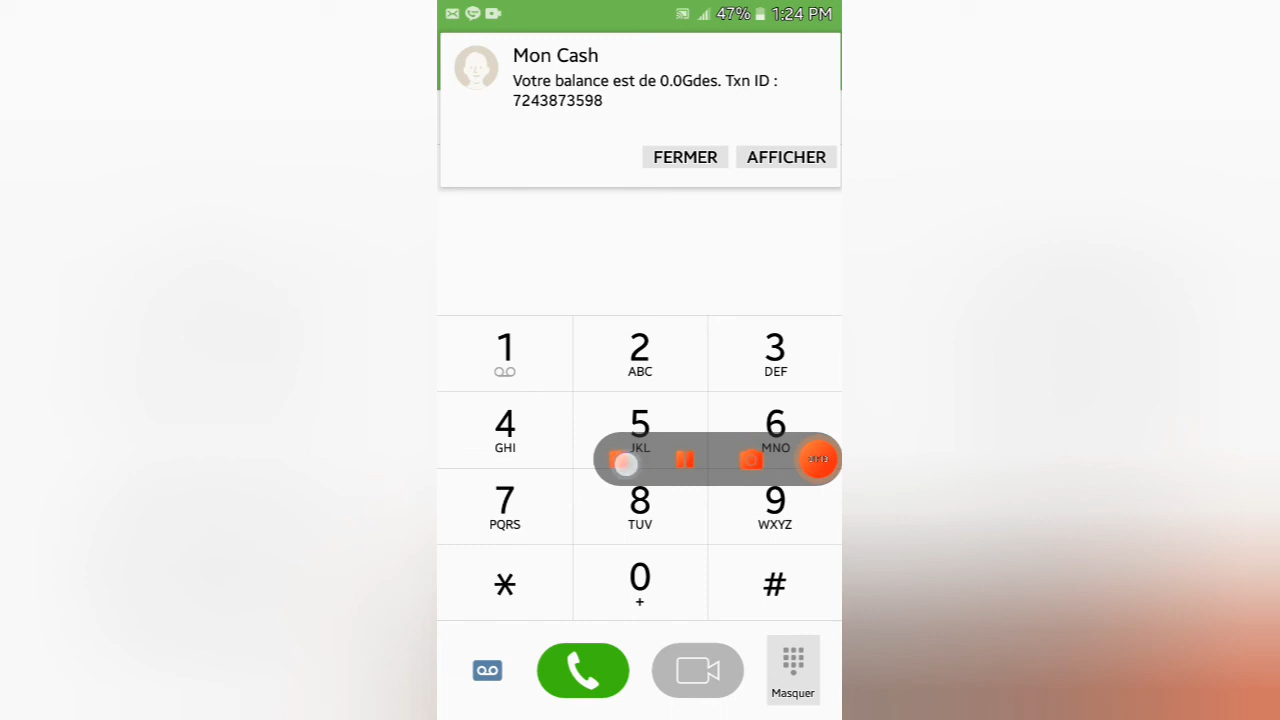 47% 1:24 PM
Mon Cash
Votre balance est de 0.0Gdes. Txn ID :
7243873598
FERMER AFFICHER
1 2 3
ABC DEF
4 5 6
GHI JKL MNO
7 8 9
PQRS TUV WXYZ
* 0 #
+
Masquer